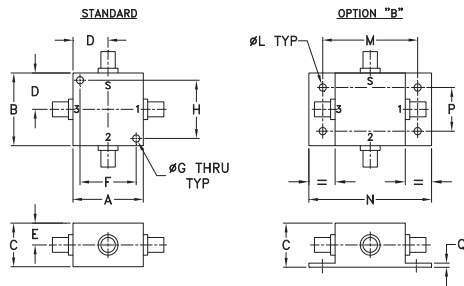 STANDARD
OPTION "B"
D
M
ØL TYP
S
S
D
B
3
1
H
3
1
P
2
2
ØG THRU
TYP
F
A
=
=
N
E
C
C
Q